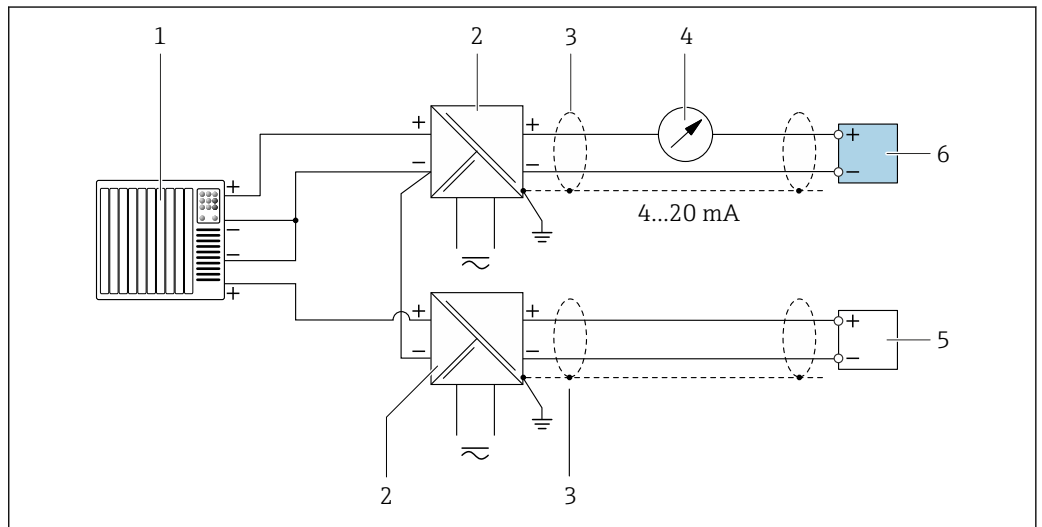 1 2 3 4
+ + +
− − − 6
+ 4...20 mA
−
−
+
+ + +
− − − 5
2 3